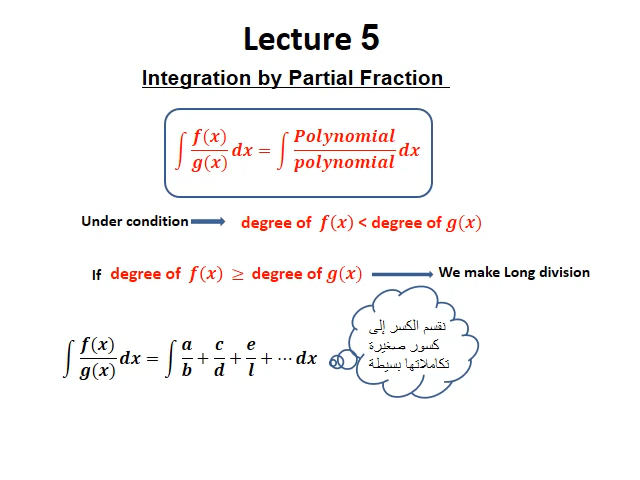 Lecture 5
Integration by Partial Fraction
∫ f(x)/g(x) dx = ∫ Polynomial/polynomial dx
Under condition degree of f(x) < degree of g(x)
If degree of f(x) ≥ degree of g(x) We make Long division
نقسم الكسر إلى
كسور صغيرة
تكاملاتها بسيطة
∫ f(x)/g(x) dx = ∫ a/b + c/d + e/l + ⋯ dx